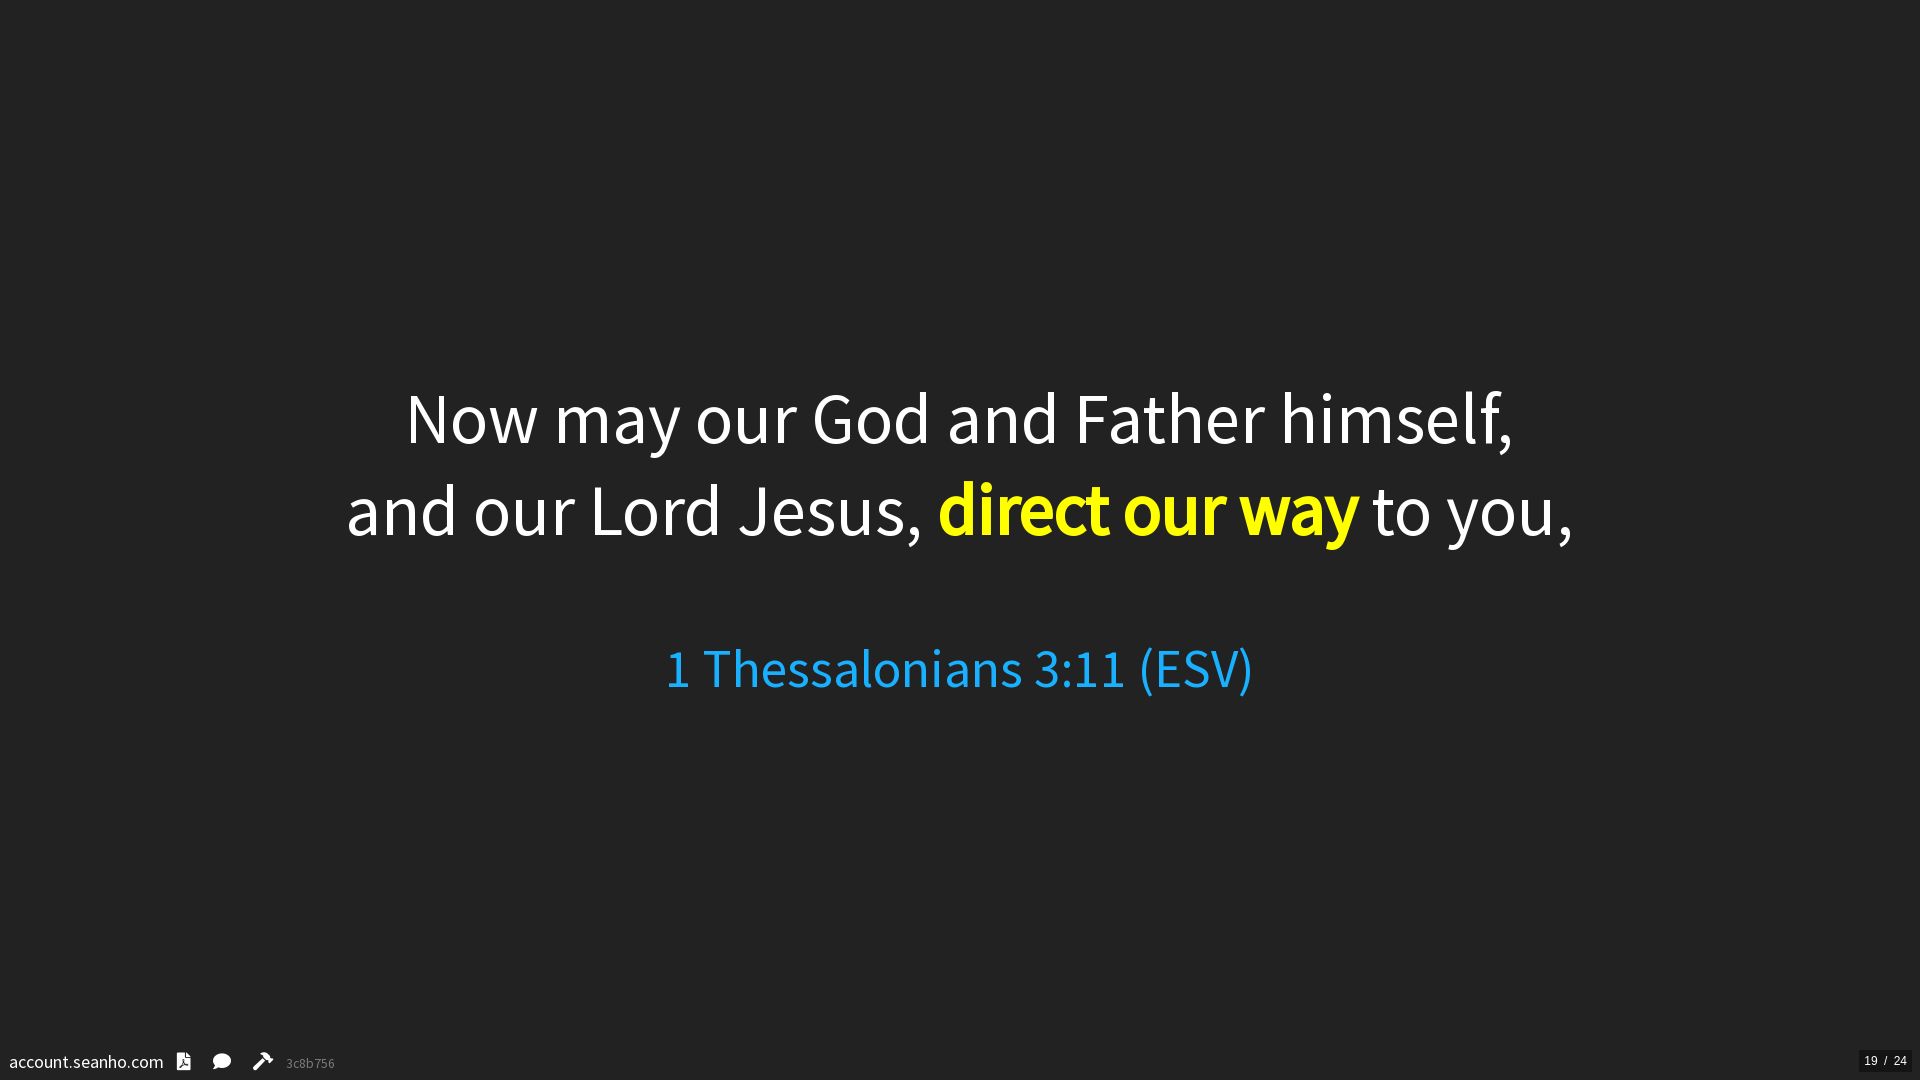 Now may our God and Father himself,
and our Lord Jesus, direct our way to you,
1 Thessalonians 3:11 (ESV)
account.seanho.com 3c8b756
19 / 24